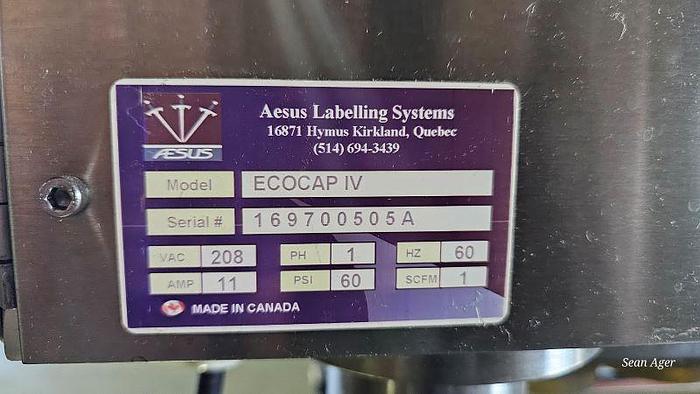 Aesus Labelling Systems
16871 Hymus Kirkland, Quebec
(514) 694-3439
ÆSUS
Model ECOCAP IV
Serial # 169700505A
VAC 208 PH 1 HZ 60
AMP 11 PSI 60 SCFM 1
MADE IN CANADA
Sean Ager